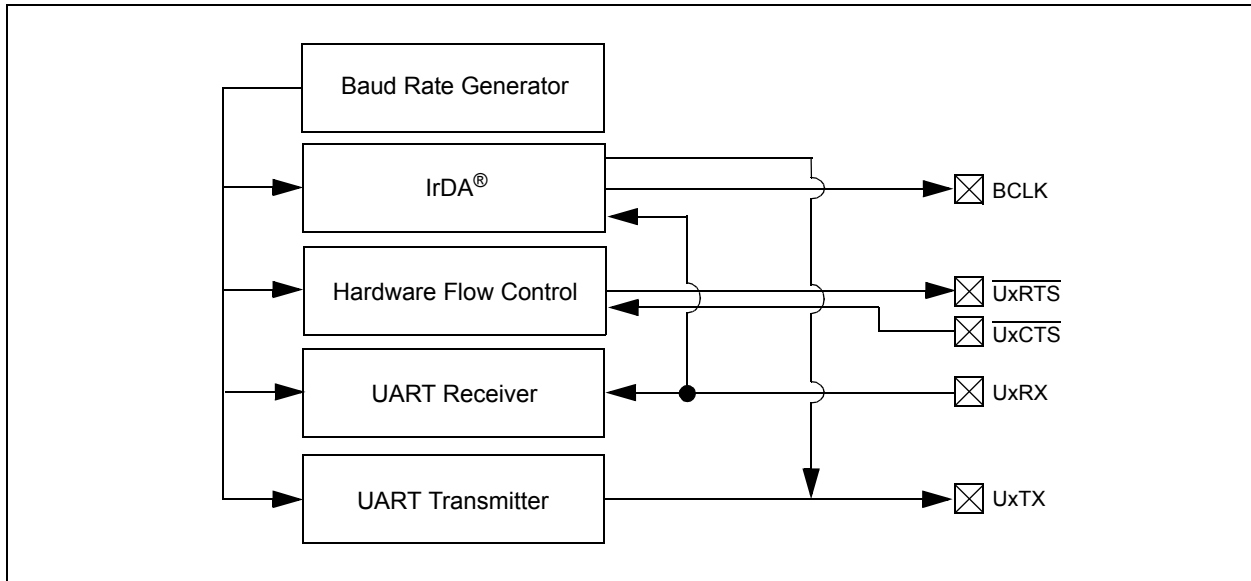 Baud Rate Generator
IrDA®
BCLK
Hardware Flow Control
UxRTS
UxCTS
UART Receiver
UxRX
UART Transmitter
UxTX